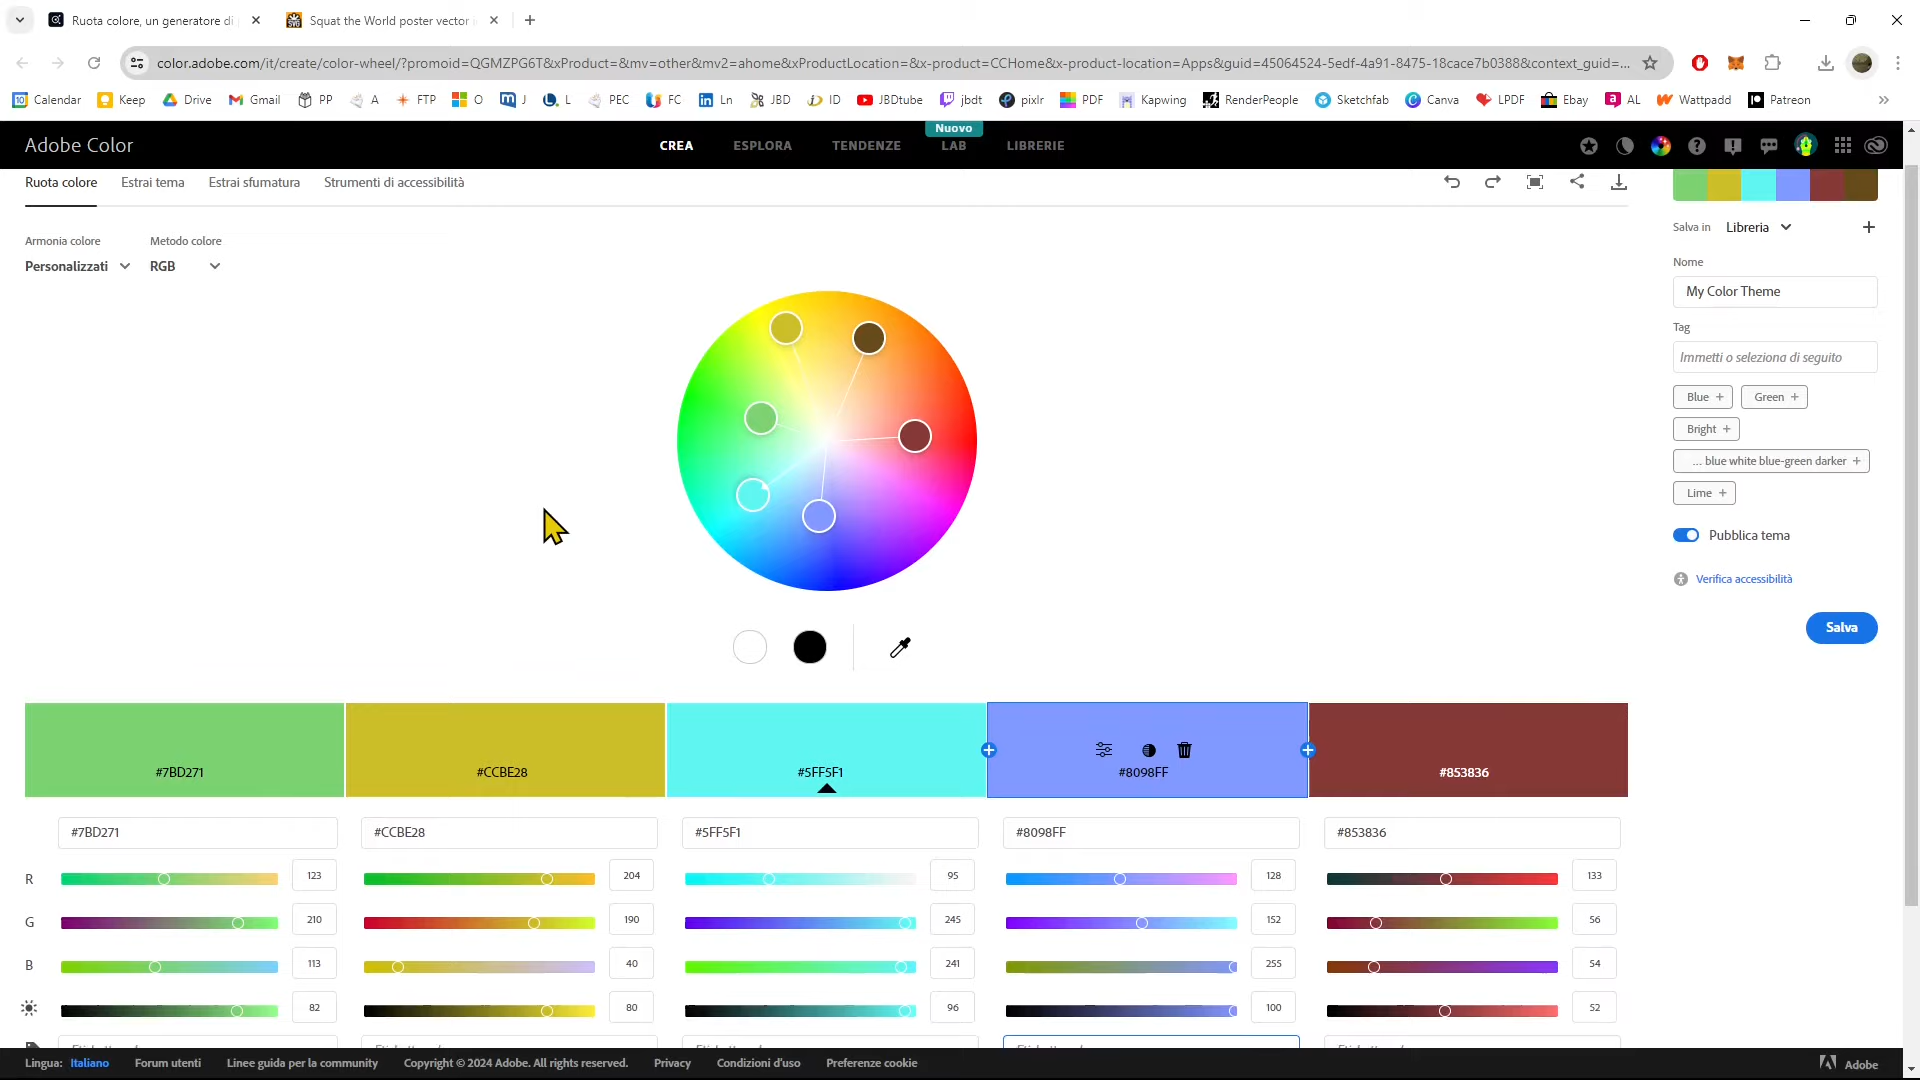 Ruota colore, un generatore di
Squat the World poster vector i
color.adobe.com/it/create/color-wheel/?promoid=QGMZPG6T&xProduct=&mv=other&mv2=ahome&xProductLocation=&x-product=CCHome&x-product-location=Apps&guid=45064524-5edf-4a91-8475-18cace7b0388&context_guid=...
Calendar Keep Drive Gmail PP A FTP O J L PEC FC Ln JBD ID JBDtube jbdt pixlr PDF Kapwing RenderPeople Sketchfab Canva LPDF Ebay AL Wattpadd Patreon »
Nuovo
Adobe Color CREA ESPLORA TENDENZE LAB LIBRERIE
Ruota colore Estrai tema Estrai sfumatura Strumenti di accessibilità
Salva in Libreria
Armonia colore Metodo colore
Personalizzati RGB
Nome
My Color Theme
Tag
Immetti o seleziona di seguito
Blue + Green +
Bright +
... blue white blue-green darker +
Lime +
Pubblica tema
Verifica accessibilità
Salva
#7BD271 #CCBE28 #5FF5F1 #8098FF #853836
#7BD271 #CCBE28 #5FF5F1 #8098FF #853836
R 123 204 95 128 133
G 210 190 245 152 56
B 113 40 241 255 54
82 80 96 100 52
Lingua: Italiano Forum utenti Linee guida per la community Copyright © 2024 Adobe. All rights reserved. Privacy Condizioni d'uso Preferenze cookie Adobe